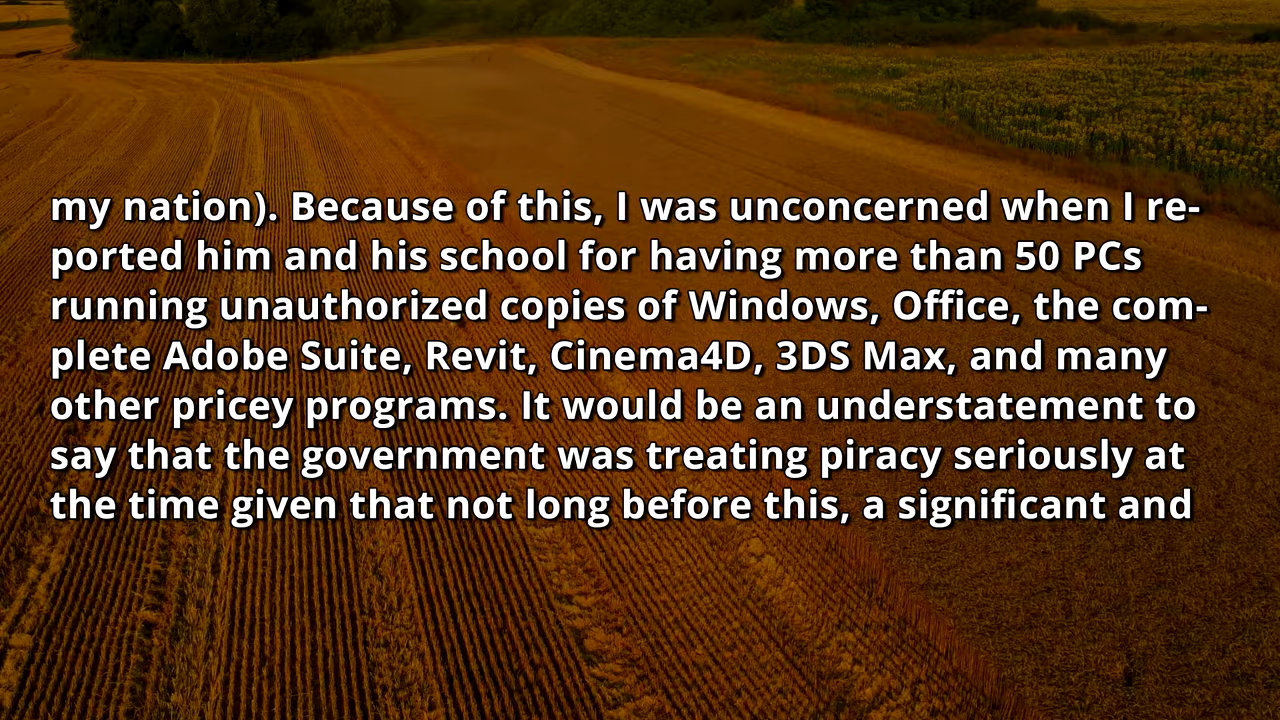 my nation). Because of this, I was unconcerned when I re-
ported him and his school for having more than 50 PCs
running unauthorized copies of Windows, Office, the com-
plete Adobe Suite, Revit, Cinema4D, 3DS Max, and many
other pricey programs. It would be an understatement to
say that the government was treating piracy seriously at
the time given that not long before this, a significant and